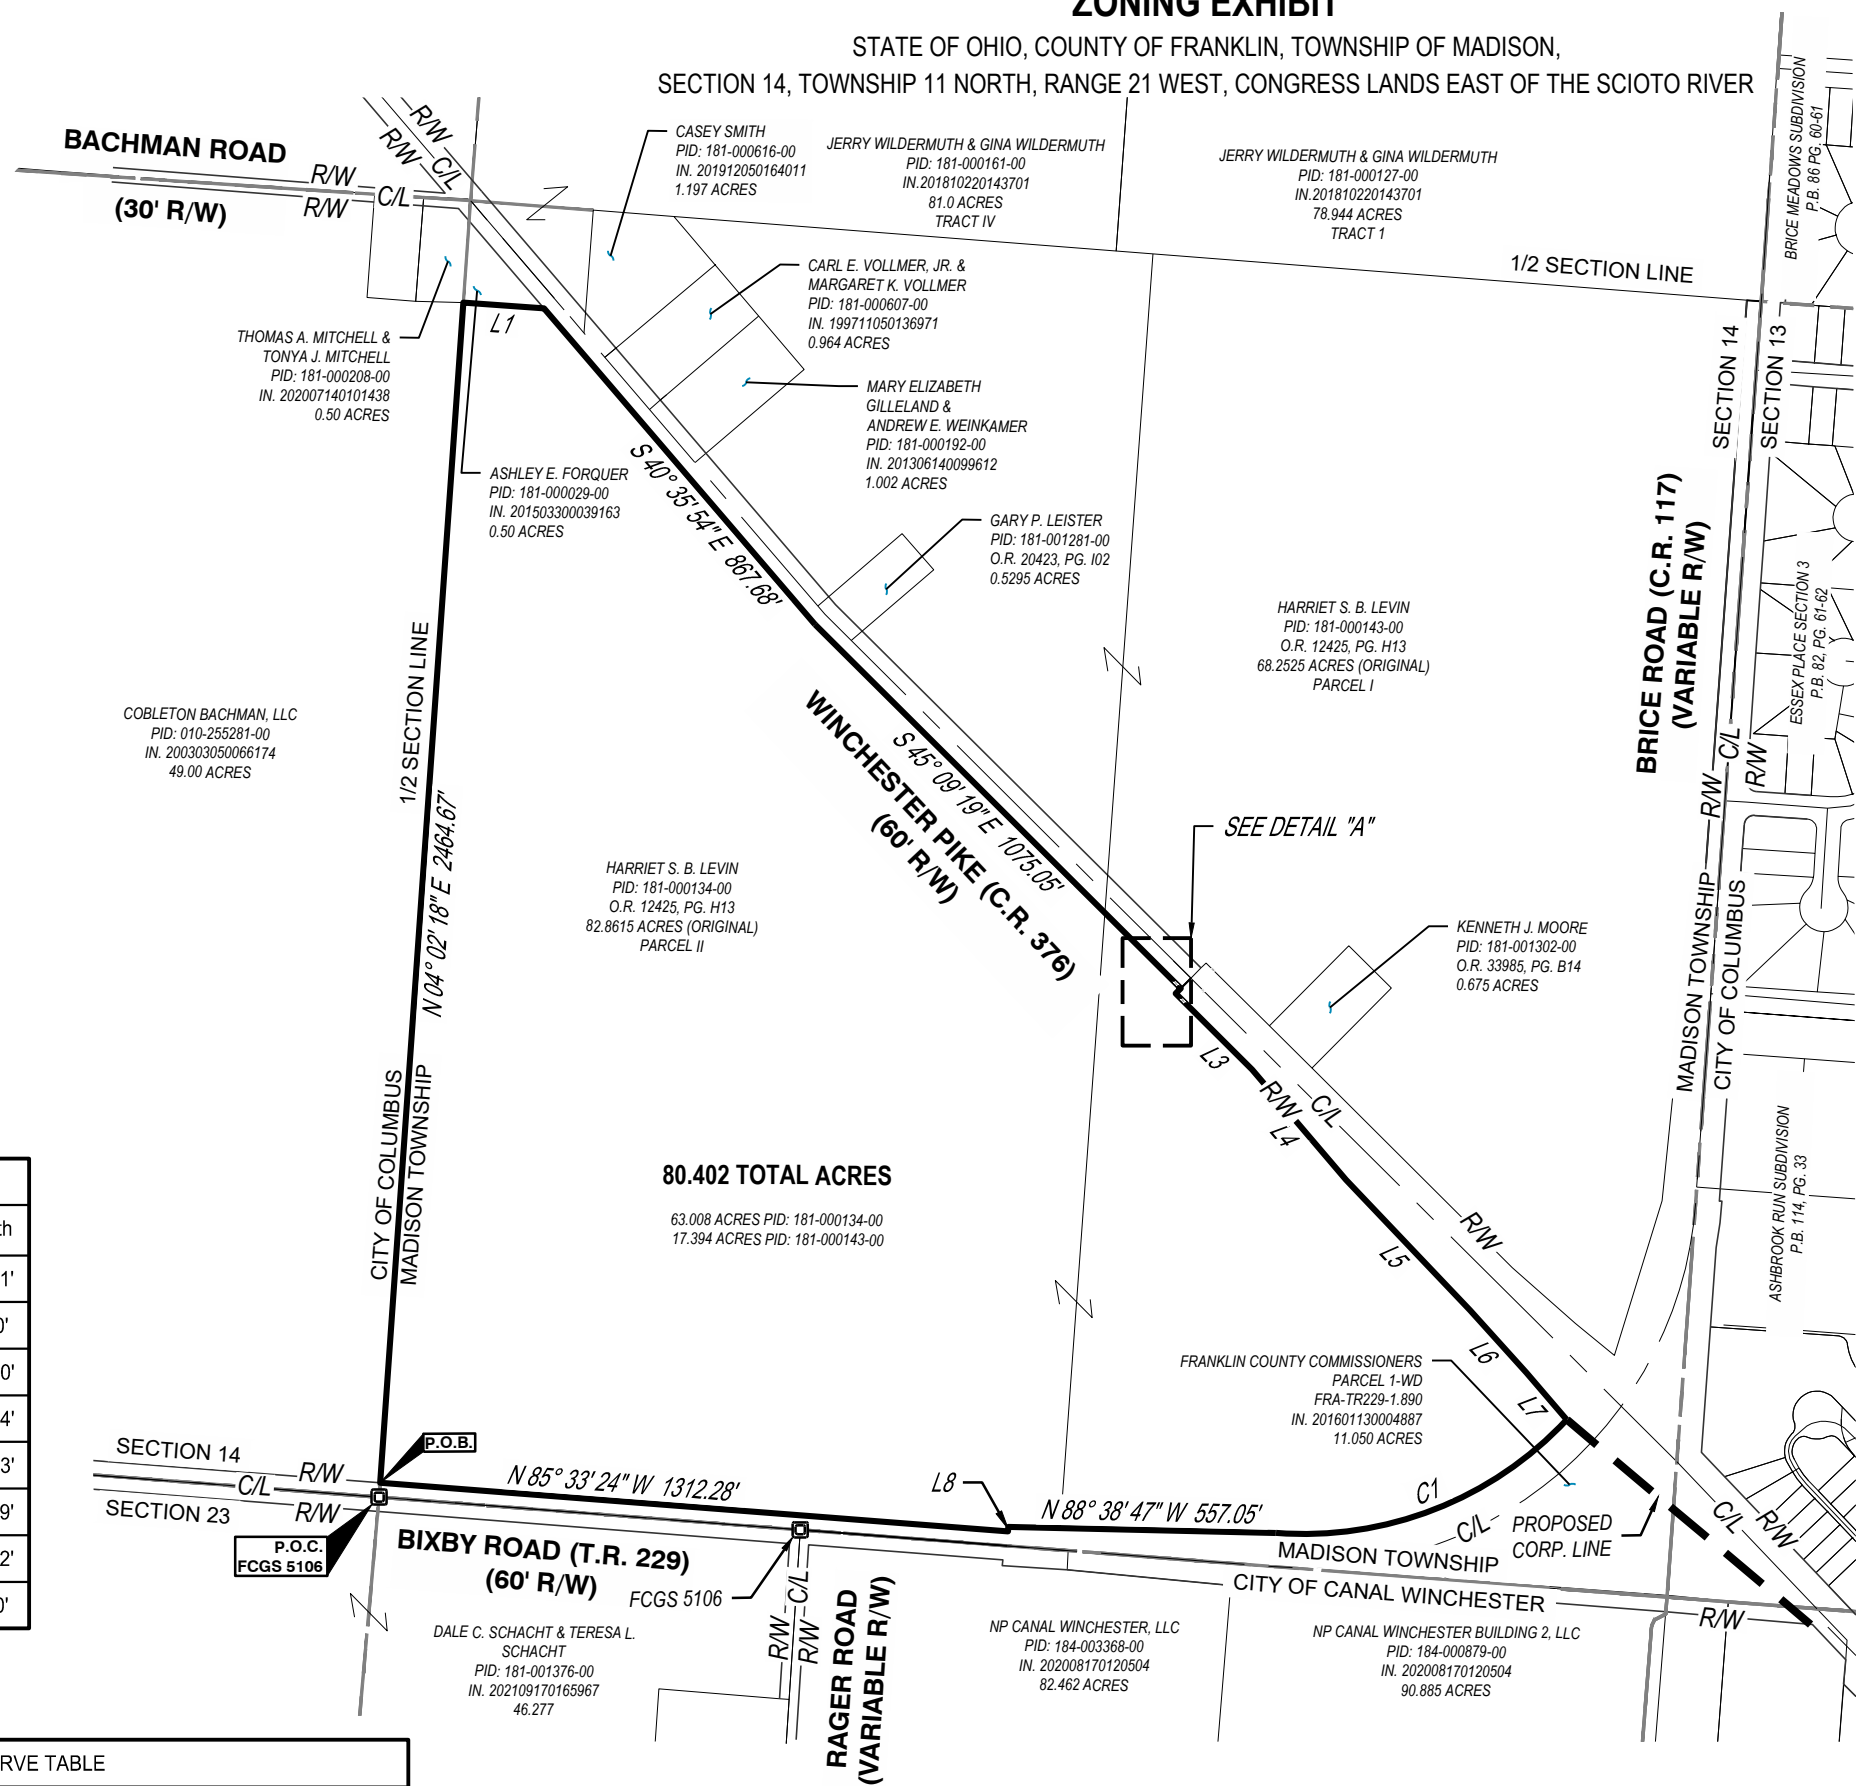 ZONING EXHIBIT
STATE OF OHIO, COUNTY OF FRANKLIN, TOWNSHIP OF MADISON,
SECTION 14, TOWNSHIP 11 NORTH, RANGE 21 WEST, CONGRESS LANDS EAST OF THE SCIOTO RIVER
BACHMAN ROAD
(30' R/W)
R/W
C/L
R/W
R/W
R/W
C/L
CASEY SMITH
PID: 181-000616-00
IN. 201912050164011
1.197 ACRES
JERRY WILDERMUTH & GINA WILDERMUTH
PID: 181-000161-00
IN.201810220143701
81.0 ACRES
TRACT IV
JERRY WILDERMUTH & GINA WILDERMUTH
PID: 181-000127-00
IN.201810220143701
78.944 ACRES
TRACT 1
BRICE MEADOWS SUBDIVISION
P.B. 86 PG. 60-61
1/2 SECTION LINE
CARL E. VOLLMER, JR. &
MARGARET K. VOLLMER
PID: 181-000607-00
IN. 199711050136971
0.964 ACRES
L1
THOMAS A. MITCHELL &
TONYA J. MITCHELL
PID: 181-000208-00
IN. 202007140101438
0.50 ACRES
MARY ELIZABETH
GILLELAND &
ANDREW E. WEINKAMER
PID: 181-000192-00
IN. 201306140099612
1.002 ACRES
ASHLEY E. FORQUER
PID: 181-000029-00
IN. 201503300039163
0.50 ACRES
S 40° 35' 54" E 867.68'
GARY P. LEISTER
PID: 181-001281-00
O.R. 20423, PG. I02
0.5295 ACRES
SECTION 14
SECTION 13
BRICE ROAD (C.R. 117)
(VARIABLE R/W)
ESSEX PLACE SECTION 3
P.B. 82, PG. 61-62
HARRIET S. B. LEVIN
PID: 181-000143-00
O.R. 12425, PG. H13
68.2525 ACRES (ORIGINAL)
PARCEL I
1/2 SECTION LINE
COBLETON BACHMAN, LLC
PID: 010-255281-00
IN. 200303050066174
49.00 ACRES
N 04° 02' 18" E 2464.67'
WINCHESTER PIKE (C.R. 376)
(60' R/W)
S 45° 09' 19" E 1075.05'
R/W
C/L
R/W
SEE DETAIL "A"
HARRIET S. B. LEVIN
PID: 181-000134-00
O.R. 12425, PG. H13
82.8615 ACRES (ORIGINAL)
PARCEL II
KENNETH J. MOORE
PID: 181-001302-00
O.R. 33985, PG. B14
0.675 ACRES
MADISON TOWNSHIP
CITY OF COLUMBUS
L3
R/W
C/L
L4
CITY OF COLUMBUS
MADISON TOWNSHIP
80.402 TOTAL ACRES
63.008 ACRES PID: 181-000134-00
17.394 ACRES PID: 181-000143-00
ASHBROOK RUN SUBDIVISION
P.B. 114, PG. 33
R/W
L5
L6
L7
FRANKLIN COUNTY COMMISSIONERS
PARCEL 1-WD
FRA-TR229-1.890
IN. 201601130004887
11.050 ACRES
th
1'
0'
0'
4'
3'
9'
2'
0'
SECTION 14
R/W
C/L
SECTION 23
R/W
P.O.B.
P.O.C.
FCGS 5106
N 85° 33' 24" W 1312.28'
L8
N 88° 38' 47" W 557.05'
C1
C/L
PROPOSED
CORP. LINE
C/L
R/W
BIXBY ROAD (T.R. 229)
(60' R/W)
FCGS 5106
MADISON TOWNSHIP
CITY OF CANAL WINCHESTER
R/W
R/W
C/L
R/W
RAGER ROAD
(VARIABLE R/W)
DALE C. SCHACHT & TERESA L.
SCHACHT
PID: 181-001376-00
IN. 202109170165967
46.277
NP CANAL WINCHESTER, LLC
PID: 184-003368-00
IN. 202008170120504
82.462 ACRES
NP CANAL WINCHESTER BUILDING 2, LLC
PID: 184-000879-00
IN. 202008170120504
90.885 ACRES
RVE TABLE